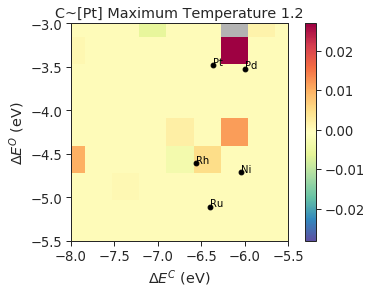 C~[Pt] Maximum Temperature 1.2
−3.0
−3.5
−4.0
−4.5
−5.0
−5.5
ΔE^O (eV)
Pt
Pd
Rh
Ni
Ru
−8.0 −7.5 −7.0 −6.5 −6.0 −5.5
ΔE^C (eV)
0.02
0.01
0.00
−0.01
−0.02